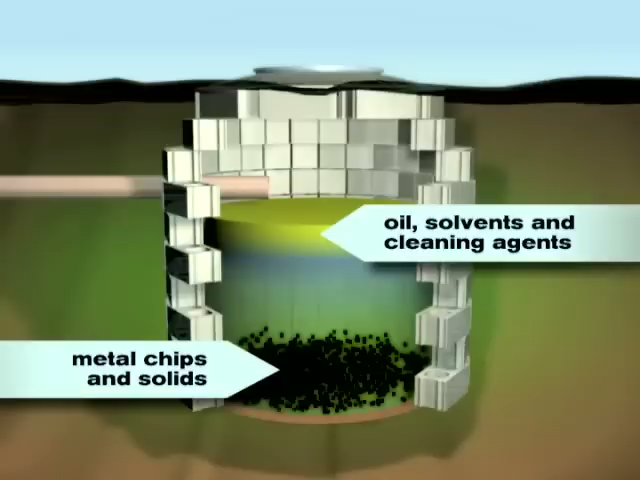 oil, solvents and
cleaning agents
metal chips
and solids